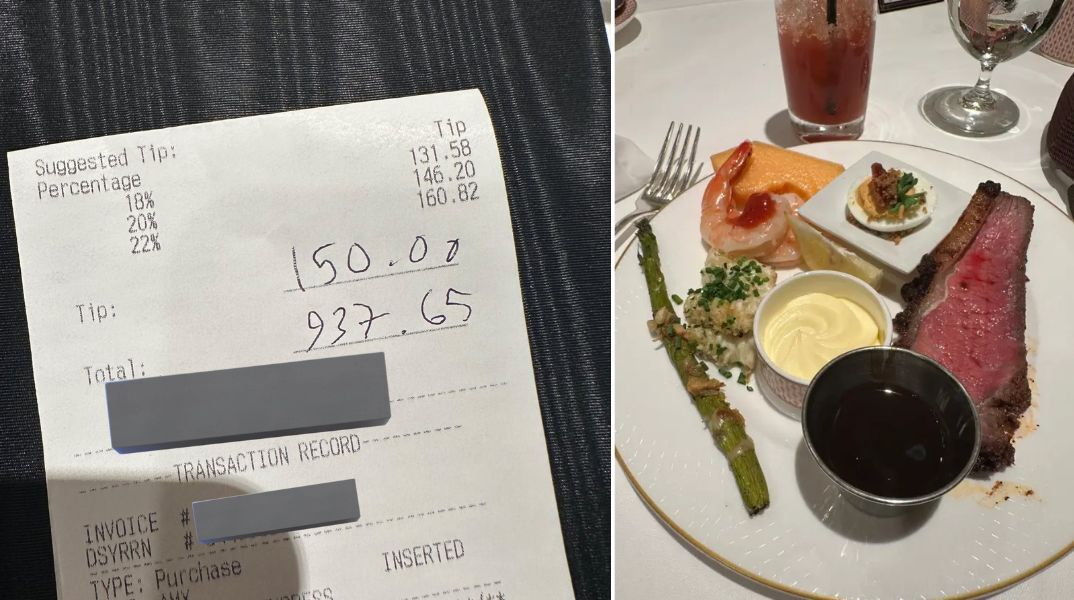 Suggested Tip:
Percentage Tip
18% 131.58
20% 146.20
22% 160.82
Tip: 150.00
Total: 937.65
TRANSACTION RECORD
INVOICE #
DSYRRN #
TYPE: Purchase INSERTED